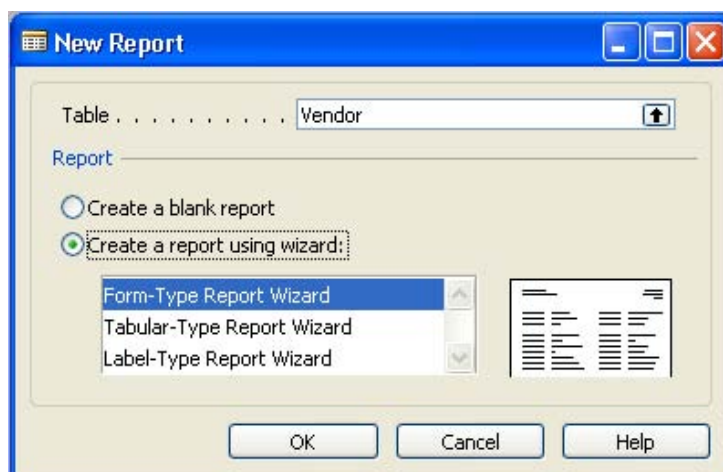 New Report
Table . . . . . . . . . . Vendor
Report
Create a blank report
Create a report using wizard:
Form-Type Report Wizard
Tabular-Type Report Wizard
Label-Type Report Wizard
OK Cancel Help